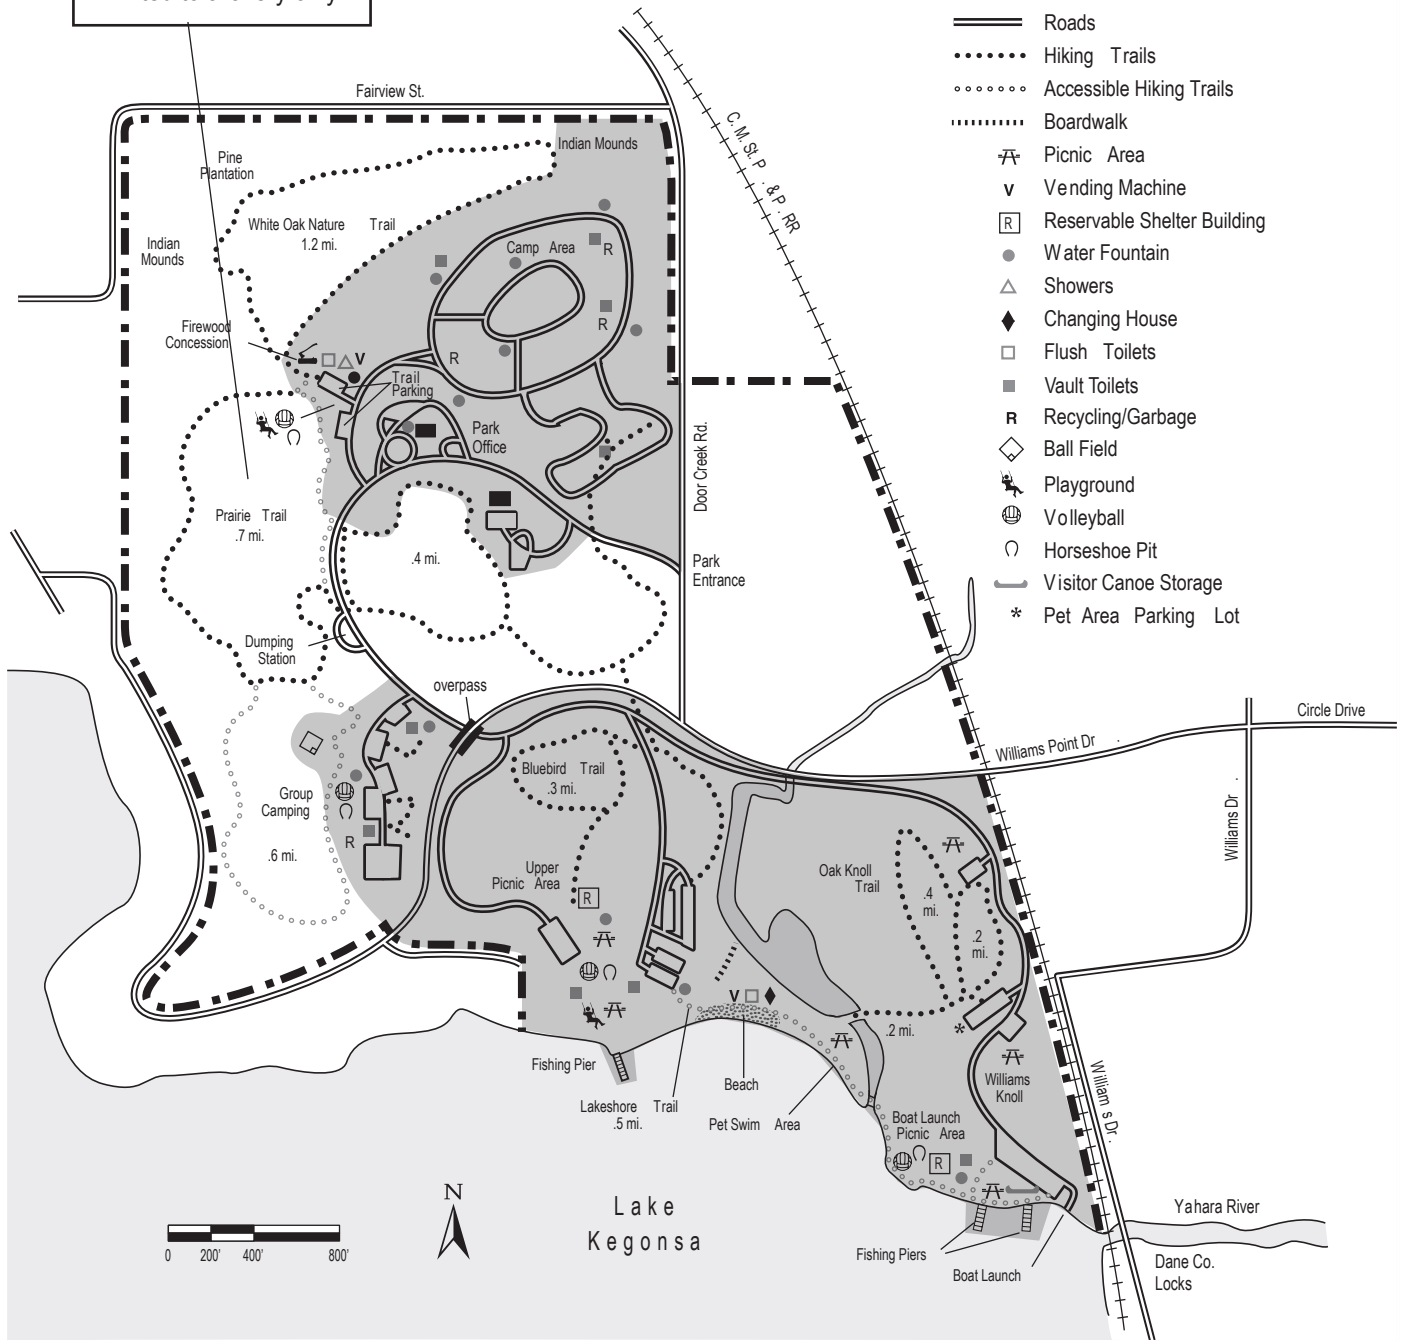 Roads
Hiking Trails
Accessible Hiking Trails
Boardwalk
Picnic Area
V Vending Machine
R Reservable Shelter Building
Water Fountain
Showers
Changing House
Flush Toilets
Vault Toilets
R Recycling/Garbage
Ball Field
Playground
Volleyball
Horseshoe Pit
Visitor Canoe Storage
* Pet Area Parking Lot
Fairview St.
C. M. St. P. & P. RR
Indian Mounds
Pine
Plantation
White Oak Nature Trail
1.2 mi.
Indian
Mounds
Camp Area
R
R
R
Firewood
Concession
V
Trail
Parking
Park
Office
Door Creek Rd.
Prairie Trail
.7 mi.
.4 mi.
Park
Entrance
Dumping
Station
overpass
Circle Drive
Williams Point Dr.
Williams Dr.
Bluebird Trail
.3 mi.
Group
Camping
R
.6 mi.
Upper
Picnic Area
R
Oak Knoll
Trail
.4
mi.
.2
mi.
V
.2 mi.
*
Williams
Knoll
Williams Dr.
Fishing Pier
Beach
Lakeshore Trail
.5 mi.
Pet Swim Area
Boat Launch
Picnic Area
R
N
Lake
Kegonsa
0 200' 400' 800'
Fishing Piers
Boat Launch
Yahara River
Dane Co.
Locks